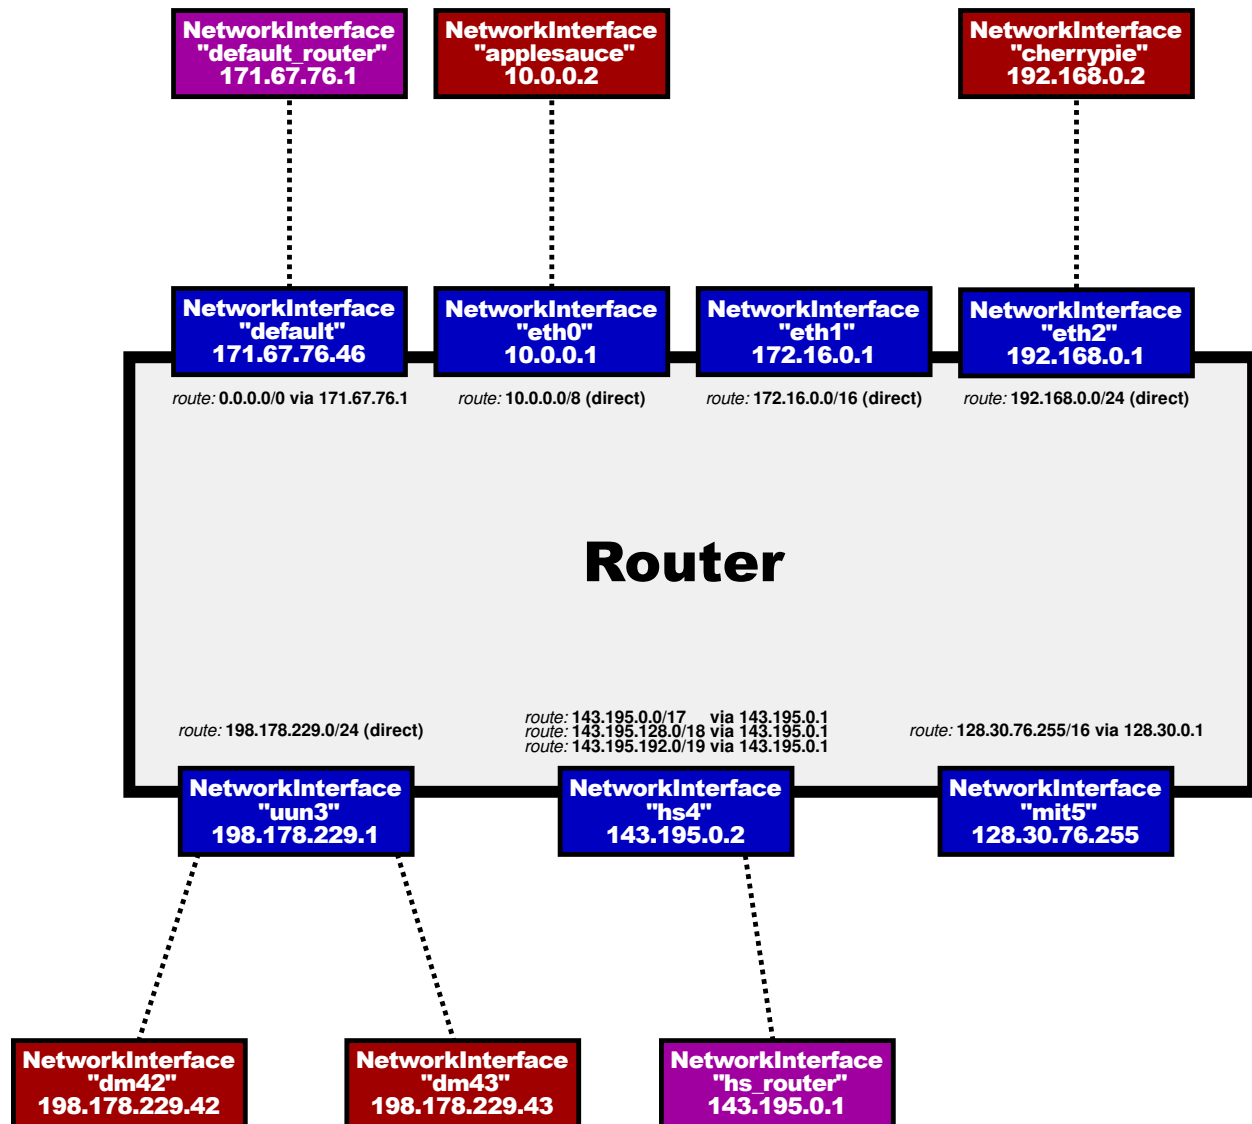 NetworkInterface
"default_router"
171.67.76.1
NetworkInterface
"applesauce"
10.0.0.2
NetworkInterface
"cherrypie"
192.168.0.2
NetworkInterface
"default"
171.67.76.46
NetworkInterface
"eth0"
10.0.0.1
NetworkInterface
"eth1"
172.16.0.1
NetworkInterface
"eth2"
192.168.0.1
route: 0.0.0.0/0 via 171.67.76.1
route: 10.0.0.0/8 (direct)
route: 172.16.0.0/16 (direct)
route: 192.168.0.0/24 (direct)
Router
route: 198.178.229.0/24 (direct)
route: 143.195.0.0/17 via 143.195.0.1
route: 143.195.128.0/18 via 143.195.0.1
route: 143.195.192.0/19 via 143.195.0.1
route: 128.30.76.255/16 via 128.30.0.1
NetworkInterface
"uun3"
198.178.229.1
NetworkInterface
"hs4"
143.195.0.2
NetworkInterface
"mit5"
128.30.76.255
NetworkInterface
"dm42"
198.178.229.42
NetworkInterface
"dm43"
198.178.229.43
NetworkInterface
"hs_router"
143.195.0.1